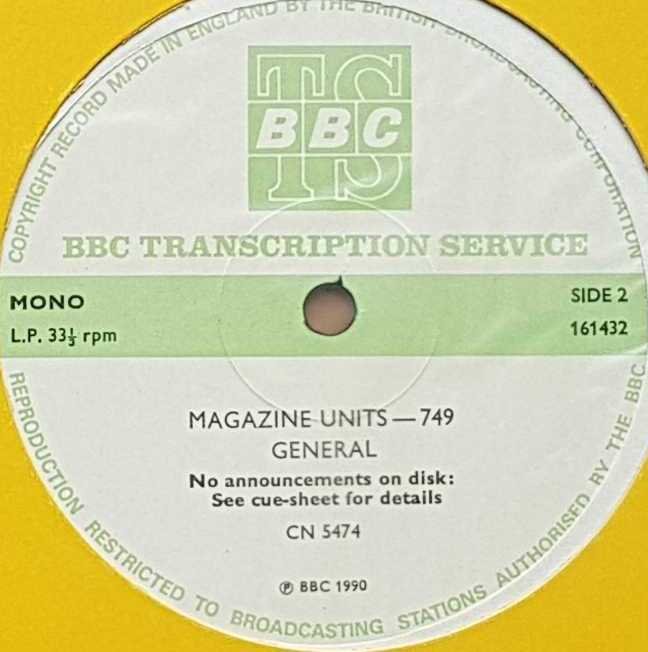 COPYRIGHT RECORD MADE IN ENGLAND BY THE BRITISH BROADCASTING CORPORATION
TS
BBC
BBC TRANSCRIPTION SERVICE
MONO
SIDE 2
L.P. 33⅓ rpm
161432
MAGAZINE UNITS—749
GENERAL
No announcements on disk:
See cue-sheet for details
CN 5474
℗ BBC 1990
REPRODUCTION RESTRICTED TO BROADCASTING STATIONS AUTHORISED BY THE BBC